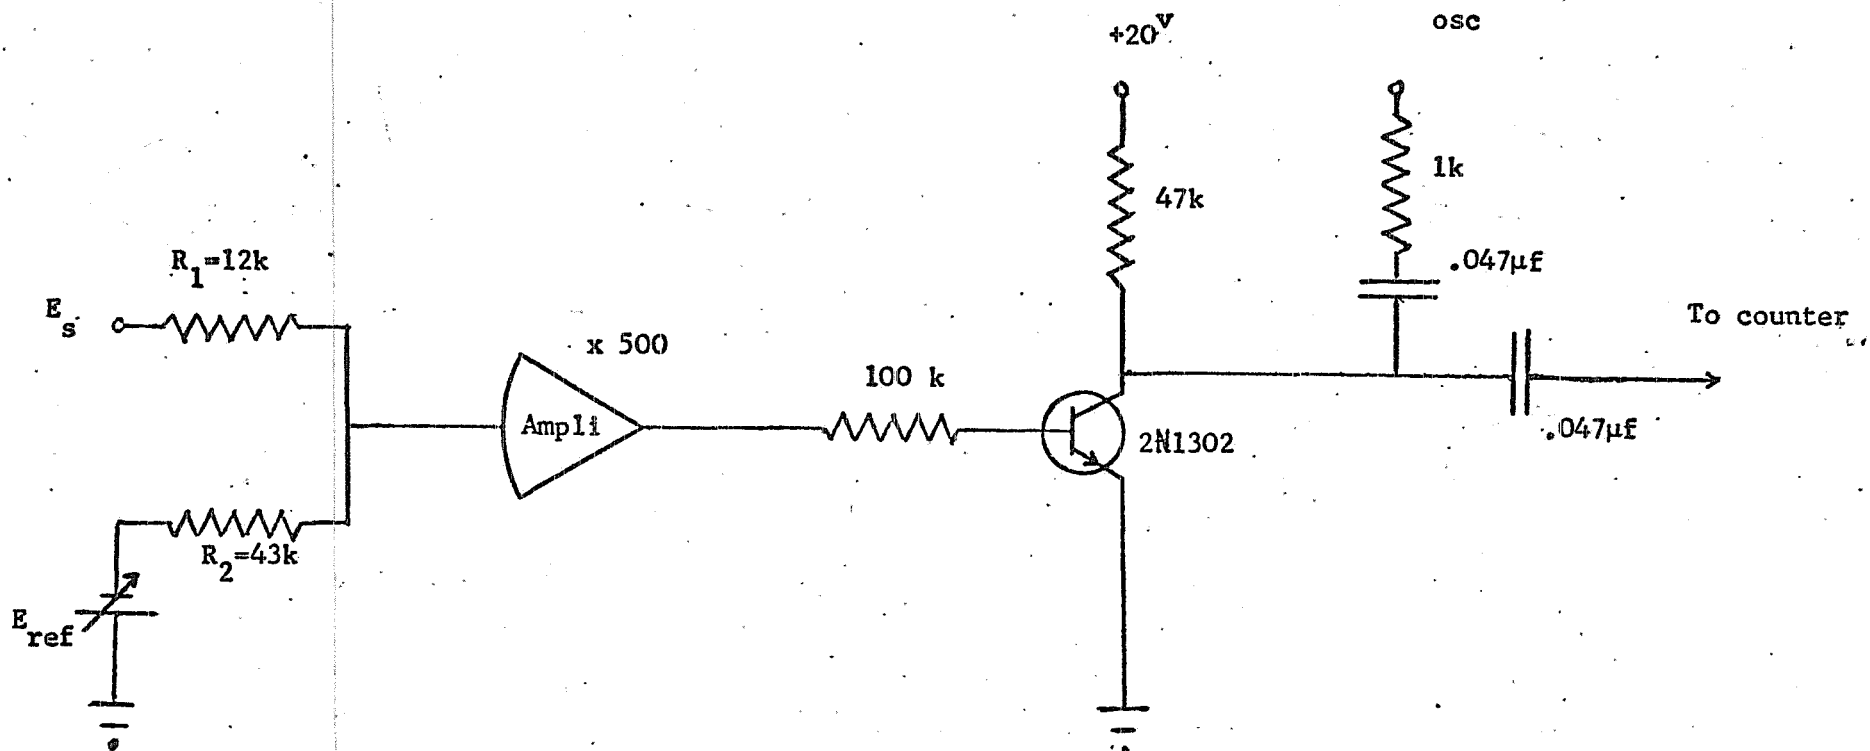 +20V
osc
1k
47k
.047µf
R1=12k
Es
To counter
x 500
100 k
Ampli
2N1302
.047µf
R2=43k
Eref